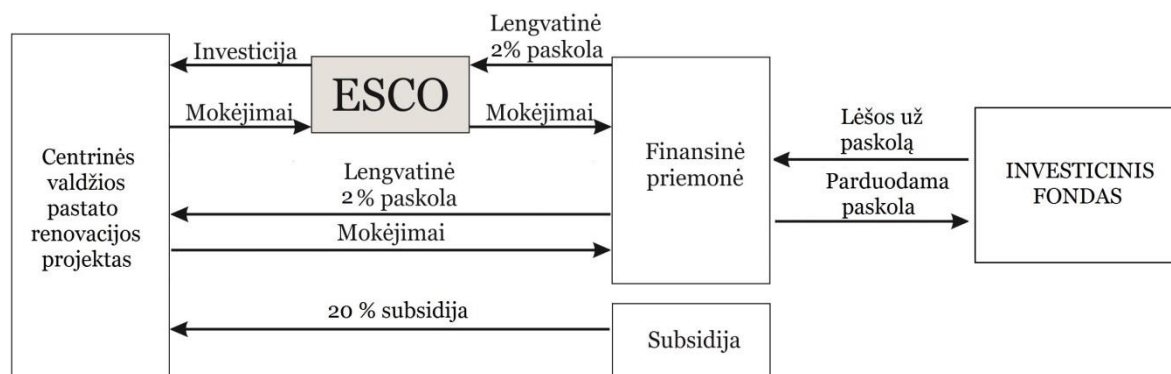 Investicija
ESCO
Lengvatinė
2% paskola
Mokėjimai
Mokėjimai
Centrinės
valdžios
pastato
renovacijos
projektas
Lengvatinė
2% paskola
Mokėjimai
Finansinė
priemonė
Lėšos už
paskolą
Parduodama
paskola
INVESTICINIS
FONDAS
20 % subsidija
Subsidija